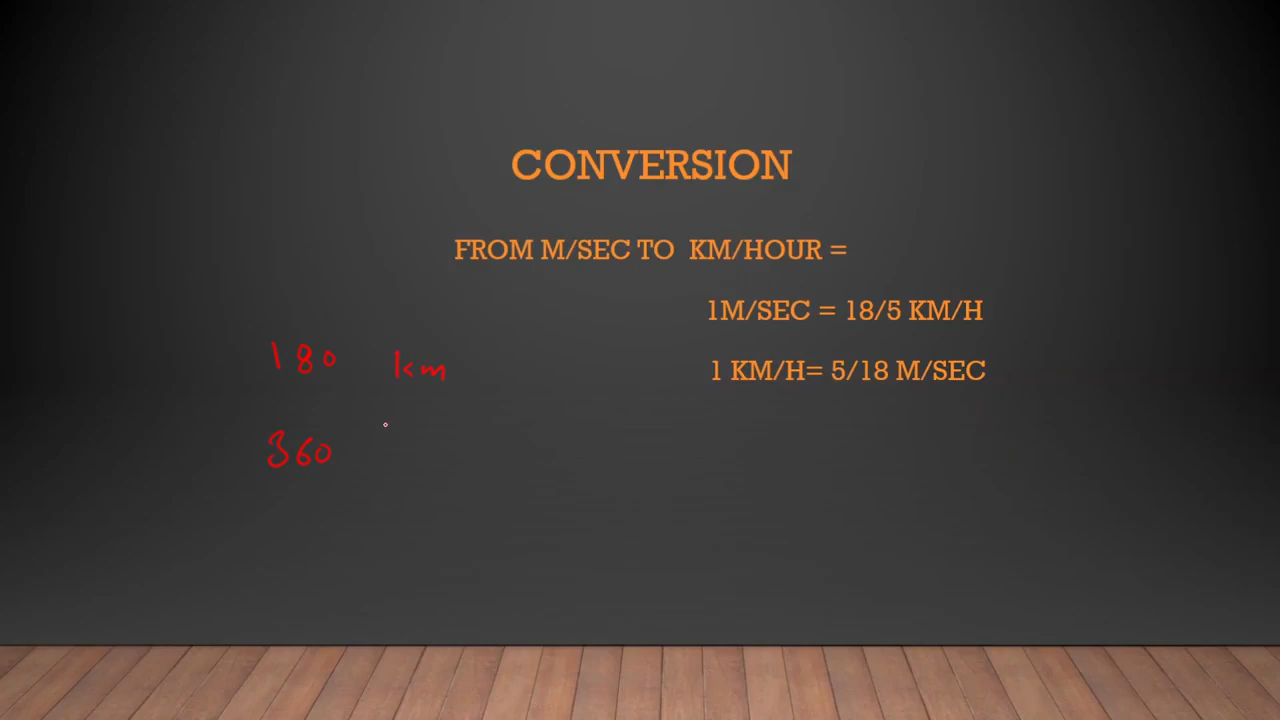 CONVERSION
FROM M/SEC TO KM/HOUR =
1M/SEC = 18/5 KM/H
1 KM/H= 5/18 M/SEC
180 km
360